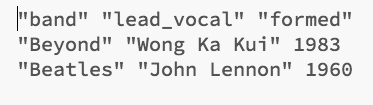 "band" "lead_vocal" "formed"
"Beyond" "Wong Ka Kui" 1983
"Beatles" "John Lennon" 1960